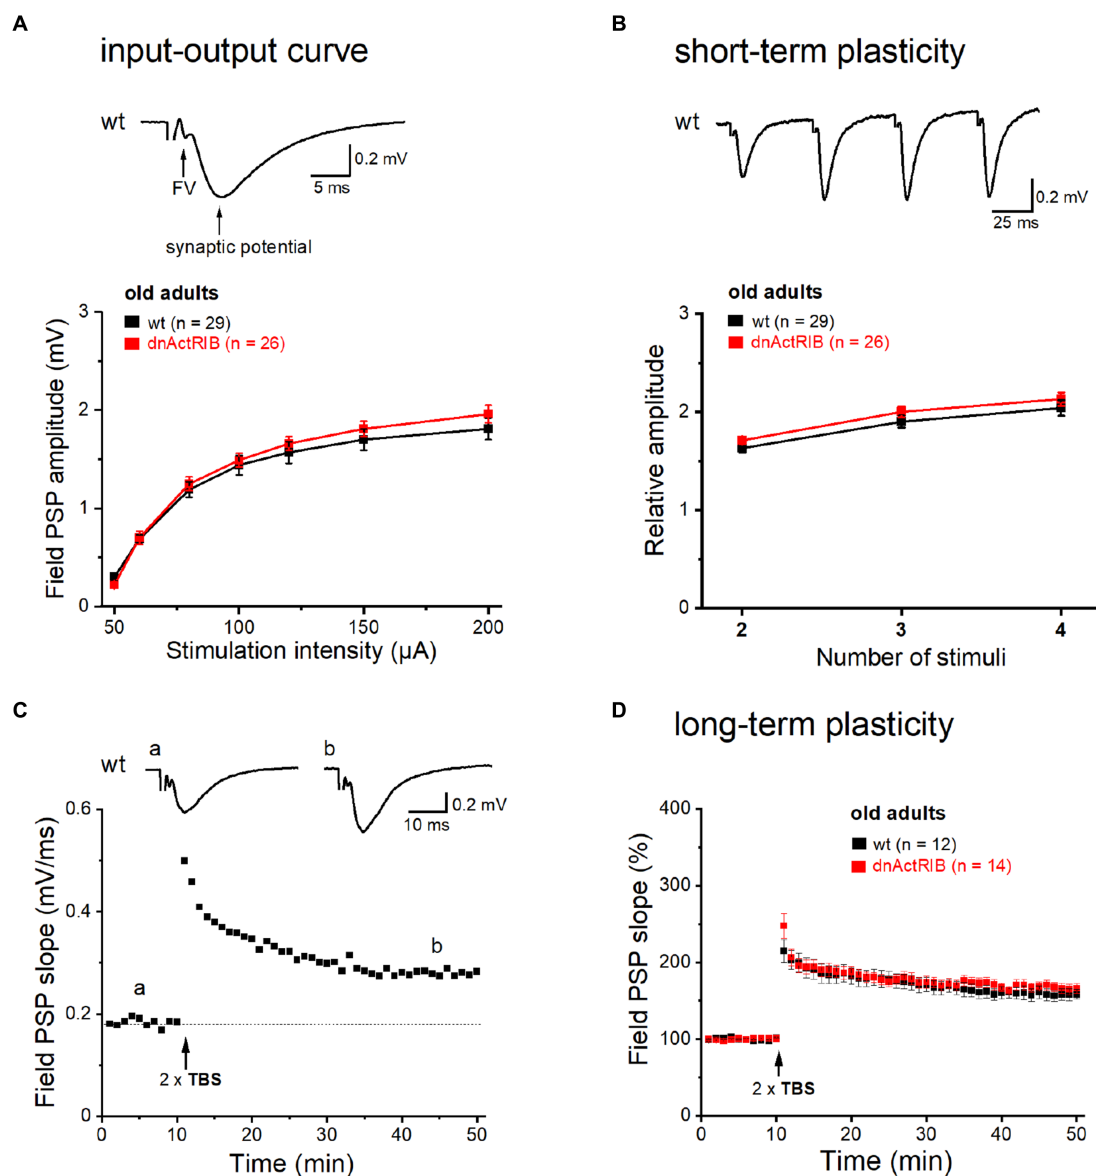 A
input-output curve
wt
FV
synaptic potential
0.2 mV
5 ms
old adults
wt (n = 29)
dnActRIB (n = 26)
Field PSP amplitude (mV)
3
2
1
0
50
100
150
200
Stimulation intensity (µA)
B
short-term plasticity
wt
0.2 mV
25 ms
old adults
wt (n = 29)
dnActRIB (n = 26)
Relative amplitude
3
2
1
0
2
3
4
Number of stimuli
C
wt
a
b
0.2 mV
10 ms
Field PSP slope (mV/ms)
0.6
0.4
0.2
0.0
a
b
2 x TBS
0
10
20
30
40
50
Time (min)
D
long-term plasticity
old adults
wt (n = 12)
dnActRIB (n = 14)
Field PSP slope (%)
400
300
200
100
0
2 x TBS
0
10
20
30
40
50
Time (min)